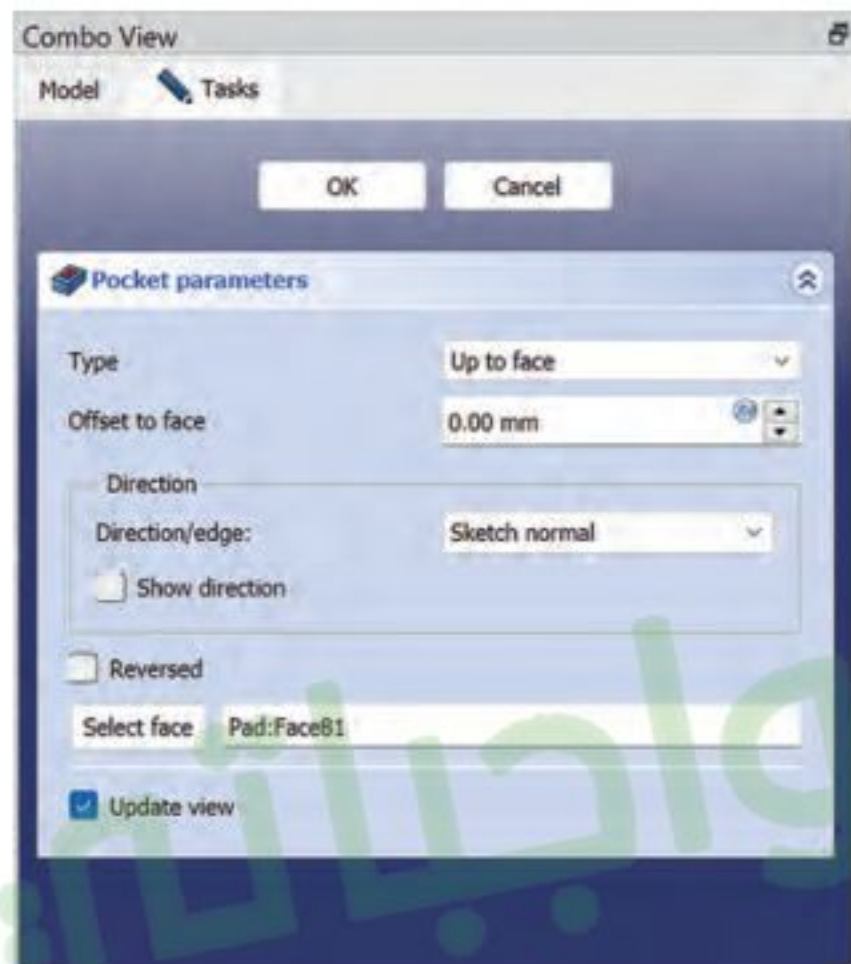 Combo View
Model Tasks
OK Cancel
Pocket parameters
Type Up to face
Offset to face 0.00 mm
Direction
Direction/edge: Sketch normal
Show direction
Reversed
Select face Pad:Face81
Update view
واجباتي